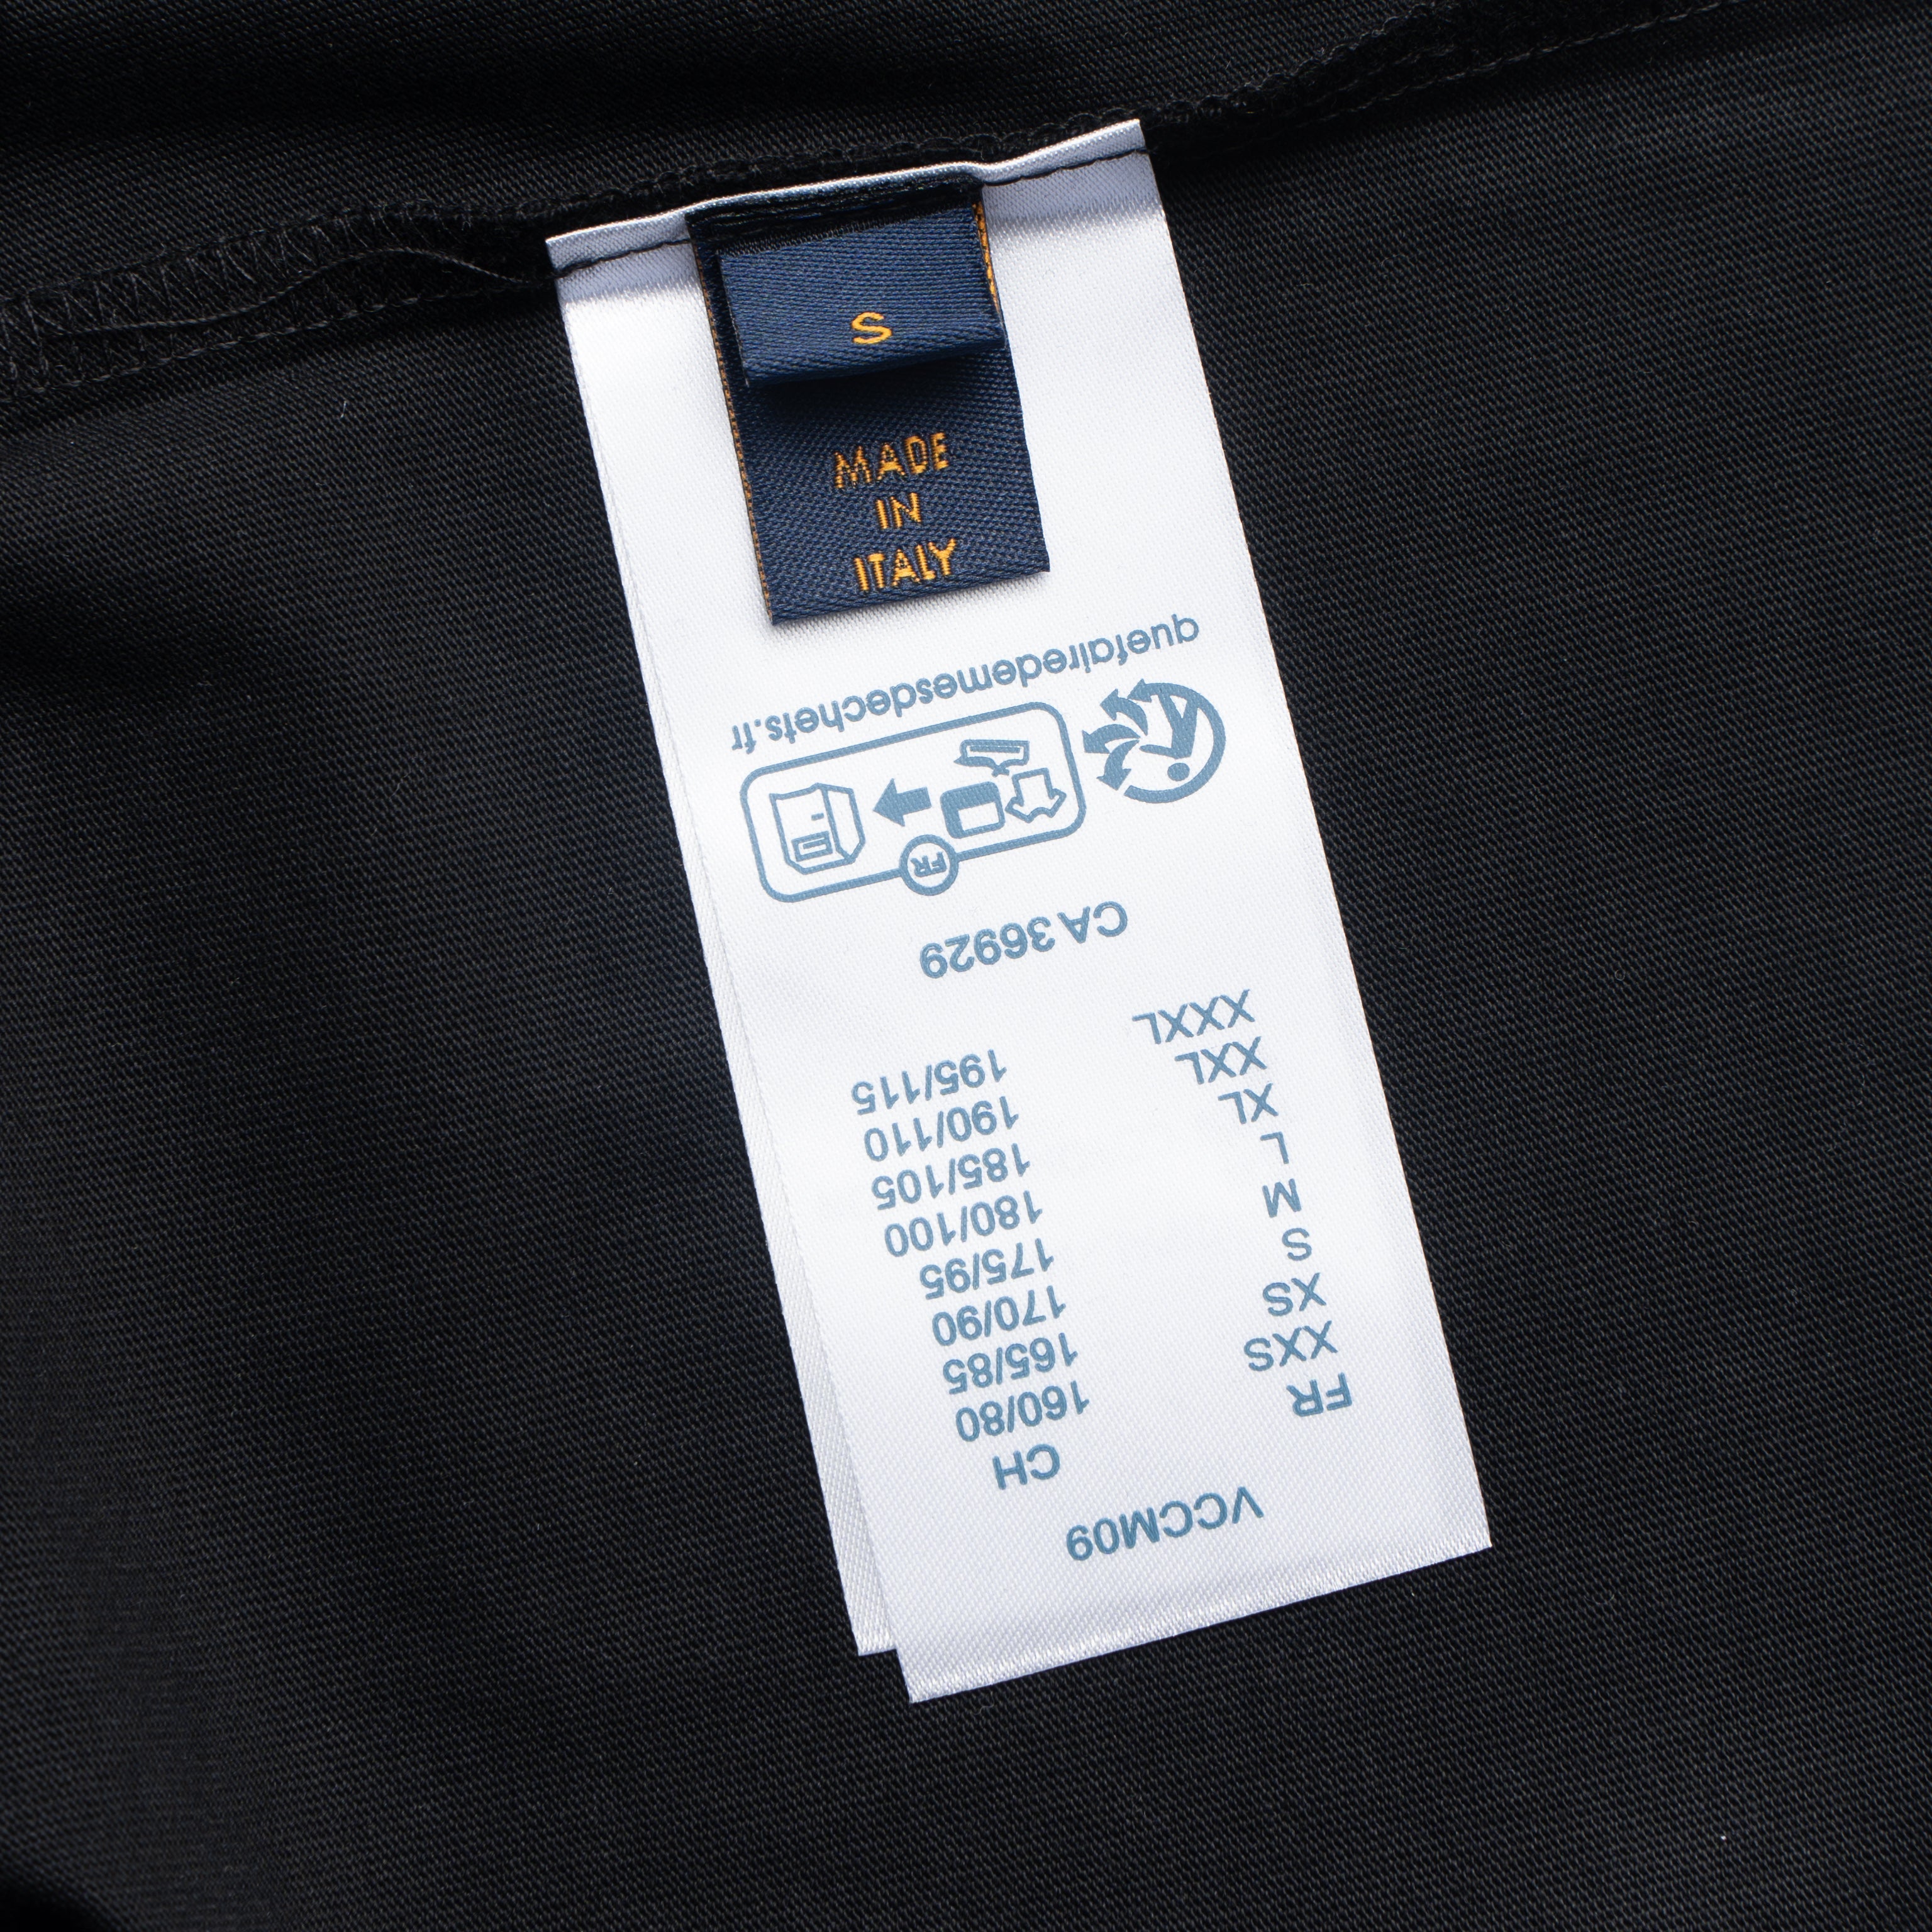 S
MADE
IN
ITALY
VCCM09
FR CH
XXS 160/80
XS 165/85
S 170/90
M 175/95
L 180/100
XL 185/105
XXL 190/110
XXXL 195/115
CA 36929
FR
quefairedemesdechets.fr